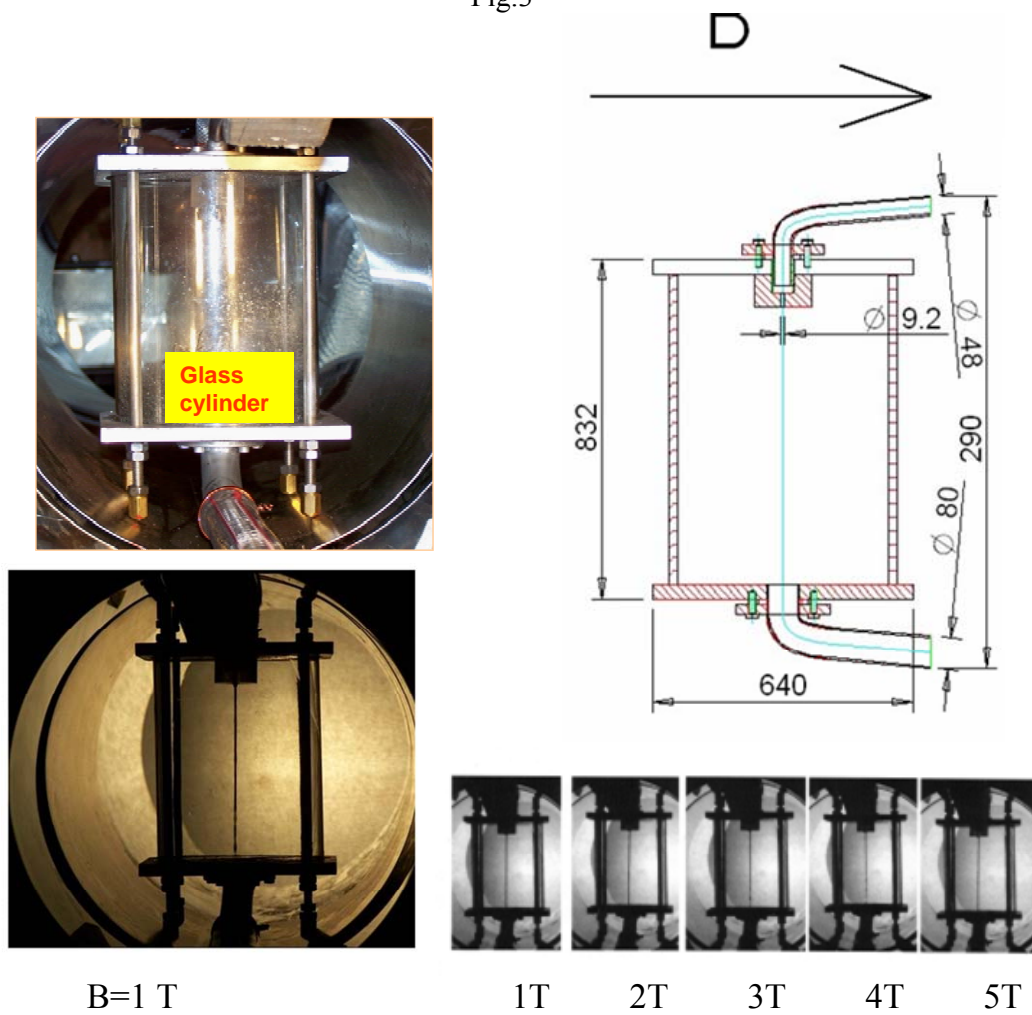 Glass
cylinder
832
640
Ø 9.2
Ø 48
290
Ø 80
B=1 T
1T 2T 3T 4T 5T